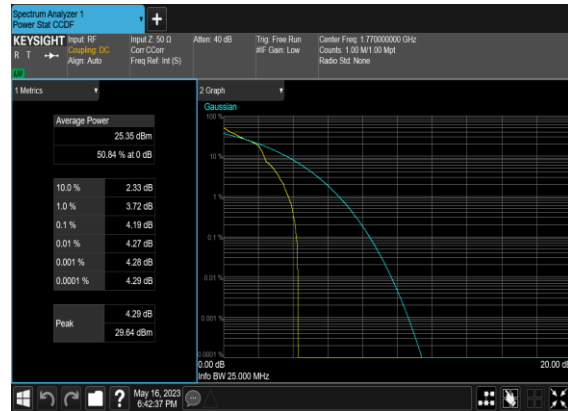 Spectrum Analyzer 1
Power Stat CCDF
KEYSIGHT
R T
LXI
Input: RF
Coupling: DC
Align: Auto
Input Z: 50 Ω
Corr CCorr
Freq Ref: Int (S)
Atten: 40 dB
Trig: Free Run
#IF Gain: Low
Center Freq: 1.770000000 GHz
Counts: 1.00 M/1.00 Mpt
Radio Std: None
1 Metrics
Average Power
25.35 dBm
50.84 % at 0 dB
10.0 % 2.33 dB
1.0 % 3.72 dB
0.1 % 4.19 dB
0.01 % 4.27 dB
0.001 % 4.28 dB
0.0001 % 4.29 dB
Peak
4.29 dB
29.64 dBm
2 Graph
Gaussian
100 %
10 %
1 %
0.1 %
0.01 %
0.001 %
0.0001 %
0.00 dB
20.00 dB
Info BW 25.000 MHz
?
May 16, 2023
6:42:37 PM